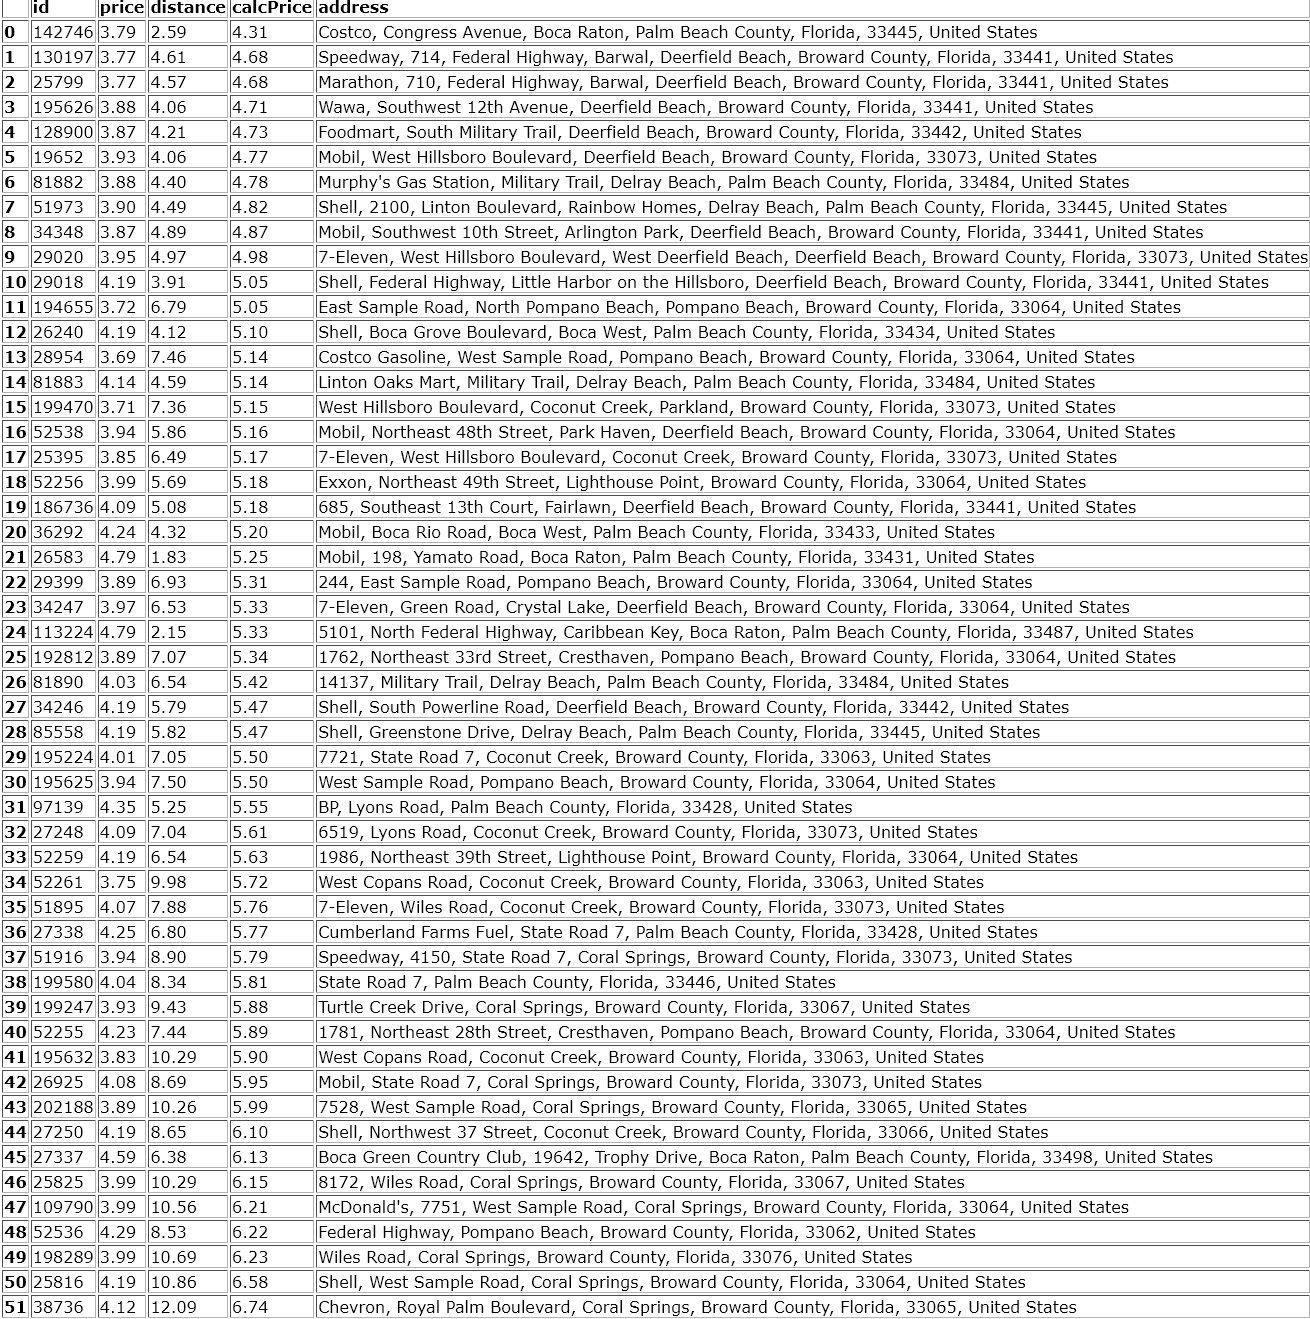 id price distance calcPrice address
0 142746 3.79 2.59 4.31 Costco, Congress Avenue, Boca Raton, Palm Beach County, Florida, 33445, United States
1 130197 3.77 4.61 4.68 Speedway, 714, Federal Highway, Barwal, Deerfield Beach, Broward County, Florida, 33441, United States
2 25799 3.77 4.57 4.68 Marathon, 710, Federal Highway, Barwal, Deerfield Beach, Broward County, Florida, 33441, United States
3 195626 3.88 4.06 4.71 Wawa, Southwest 12th Avenue, Deerfield Beach, Broward County, Florida, 33441, United States
4 128900 3.87 4.21 4.73 Foodmart, South Military Trail, Deerfield Beach, Broward County, Florida, 33442, United States
5 19652 3.93 4.06 4.77 Mobil, West Hillsboro Boulevard, Deerfield Beach, Broward County, Florida, 33073, United States
6 81882 3.88 4.40 4.78 Murphy's Gas Station, Military Trail, Delray Beach, Palm Beach County, Florida, 33484, United States
7 51973 3.90 4.49 4.82 Shell, 2100, Linton Boulevard, Rainbow Homes, Delray Beach, Palm Beach County, Florida, 33445, United States
8 34348 3.87 4.89 4.87 Mobil, Southwest 10th Street, Arlington Park, Deerfield Beach, Broward County, Florida, 33441, United States
9 29020 3.95 4.97 4.98 7-Eleven, West Hillsboro Boulevard, West Deerfield Beach, Deerfield Beach, Broward County, Florida, 33073, United States
10 29018 4.19 3.91 5.05 Shell, Federal Highway, Little Harbor on the Hillsboro, Deerfield Beach, Broward County, Florida, 33441, United States
11 194655 3.72 6.79 5.05 East Sample Road, North Pompano Beach, Pompano Beach, Broward County, Florida, 33064, United States
12 26240 4.19 4.12 5.10 Shell, Boca Grove Boulevard, Boca West, Palm Beach County, Florida, 33434, United States
13 28954 3.69 7.46 5.14 Costco Gasoline, West Sample Road, Pompano Beach, Broward County, Florida, 33064, United States
14 81883 4.14 4.59 5.14 Linton Oaks Mart, Military Trail, Delray Beach, Palm Beach County, Florida, 33484, United States
15 199470 3.71 7.36 5.15 West Hillsboro Boulevard, Coconut Creek, Parkland, Broward County, Florida, 33073, United States
16 52538 3.94 5.86 5.16 Mobil, Northeast 48th Street, Park Haven, Deerfield Beach, Broward County, Florida, 33064, United States
17 25395 3.85 6.49 5.17 7-Eleven, West Hillsboro Boulevard, Coconut Creek, Broward County, Florida, 33073, United States
18 52256 3.99 5.69 5.18 Exxon, Northeast 49th Street, Lighthouse Point, Broward County, Florida, 33064, United States
19 186736 4.09 5.08 5.18 685, Southeast 13th Court, Fairlawn, Deerfield Beach, Broward County, Florida, 33441, United States
20 36292 4.24 4.32 5.20 Mobil, Boca Rio Road, Boca West, Palm Beach County, Florida, 33433, United States
21 26583 4.79 1.83 5.25 Mobil, 198, Yamato Road, Boca Raton, Palm Beach County, Florida, 33431, United States
22 29399 3.89 6.93 5.31 244, East Sample Road, Pompano Beach, Broward County, Florida, 33064, United States
23 34247 3.97 6.53 5.33 7-Eleven, Green Road, Crystal Lake, Deerfield Beach, Broward County, Florida, 33064, United States
24 113224 4.79 2.15 5.33 5101, North Federal Highway, Caribbean Key, Boca Raton, Palm Beach County, Florida, 33487, United States
25 192812 3.89 7.07 5.34 1762, Northeast 33rd Street, Cresthaven, Pompano Beach, Broward County, Florida, 33064, United States
26 81890 4.03 6.54 5.42 14137, Military Trail, Delray Beach, Palm Beach County, Florida, 33484, United States
27 34246 4.19 5.79 5.47 Shell, South Powerline Road, Deerfield Beach, Broward County, Florida, 33442, United States
28 85558 4.19 5.82 5.47 Shell, Greenstone Drive, Delray Beach, Palm Beach County, Florida, 33445, United States
29 195224 4.01 7.05 5.50 7721, State Road 7, Coconut Creek, Broward County, Florida, 33063, United States
30 195625 3.94 7.50 5.50 West Sample Road, Pompano Beach, Broward County, Florida, 33064, United States
31 97139 4.35 5.25 5.55 BP, Lyons Road, Palm Beach County, Florida, 33428, United States
32 27248 4.09 7.04 5.61 6519, Lyons Road, Coconut Creek, Broward County, Florida, 33073, United States
33 52259 4.19 6.54 5.63 1986, Northeast 39th Street, Lighthouse Point, Broward County, Florida, 33064, United States
34 52261 3.75 9.98 5.72 West Copans Road, Coconut Creek, Broward County, Florida, 33063, United States
35 51895 4.07 7.88 5.76 7-Eleven, Wiles Road, Coconut Creek, Broward County, Florida, 33073, United States
36 27338 4.25 6.80 5.77 Cumberland Farms Fuel, State Road 7, Palm Beach County, Florida, 33428, United States
37 51916 3.94 8.90 5.79 Speedway, 4150, State Road 7, Coral Springs, Broward County, Florida, 33073, United States
38 199580 4.04 8.34 5.81 State Road 7, Palm Beach County, Florida, 33446, United States
39 199247 3.93 9.43 5.88 Turtle Creek Drive, Coral Springs, Broward County, Florida, 33067, United States
40 52255 4.23 7.44 5.89 1781, Northeast 28th Street, Cresthaven, Pompano Beach, Broward County, Florida, 33064, United States
41 195632 3.83 10.29 5.90 West Copans Road, Coconut Creek, Broward County, Florida, 33063, United States
42 26925 4.08 8.69 5.95 Mobil, State Road 7, Coral Springs, Broward County, Florida, 33073, United States
43 202188 3.89 10.26 5.99 7528, West Sample Road, Coral Springs, Broward County, Florida, 33065, United States
44 27250 4.19 8.65 6.10 Shell, Northwest 37 Street, Coconut Creek, Broward County, Florida, 33066, United States
45 27337 4.59 6.38 6.13 Boca Green Country Club, 19642, Trophy Drive, Boca Raton, Palm Beach County, Florida, 33498, United States
46 25825 3.99 10.29 6.15 8172, Wiles Road, Coral Springs, Broward County, Florida, 33067, United States
47 109790 3.99 10.56 6.21 McDonald's, 7751, West Sample Road, Coral Springs, Broward County, Florida, 33064, United States
48 52536 4.29 8.53 6.22 Federal Highway, Pompano Beach, Broward County, Florida, 33062, United States
49 198289 3.99 10.69 6.23 Wiles Road, Coral Springs, Broward County, Florida, 33076, United States
50 25816 4.19 10.86 6.58 Shell, West Sample Road, Coral Springs, Broward County, Florida, 33064, United States
51 38736 4.12 12.09 6.74 Chevron, Royal Palm Boulevard, Coral Springs, Broward County, Florida, 33065, United States